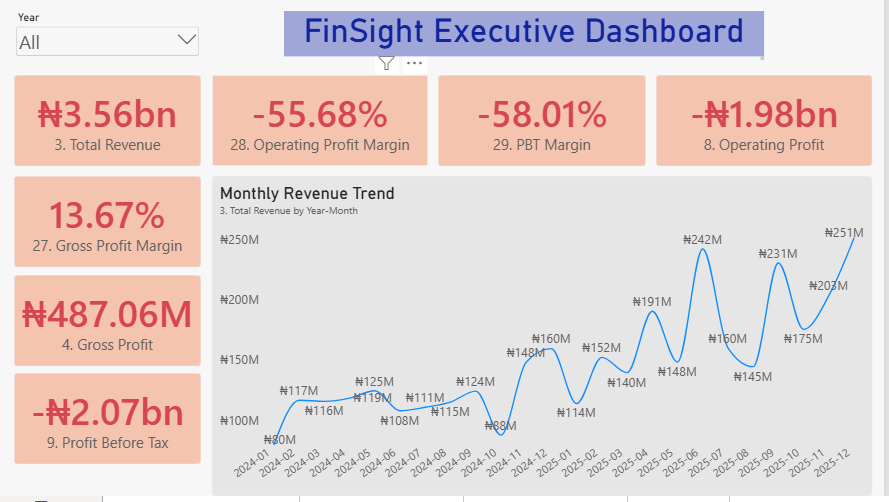 Year
All
FinSight Executive Dashboard
₦3.56bn
3. Total Revenue
-55.68%
28. Operating Profit Margin
-58.01%
29. PBT Margin
-₦1.98bn
8. Operating Profit
13.67%
27. Gross Profit Margin
₦487.06M
4. Gross Profit
-₦2.07bn
9. Profit Before Tax
Monthly Revenue Trend
3. Total Revenue by Year-Month
₦250M
₦200M
₦150M
₦100M
₦80M
₦117M
₦116M
₦119M
₦125M
₦108M
₦111M
₦115M
₦124M
₦88M
₦148M
₦160M
₦114M
₦152M
₦140M
₦191M
₦148M
₦242M
₦160M
₦145M
₦231M
₦175M
₦203M
₦251M
2024-01
2024-02
2024-03
2024-04
2024-05
2024-06
2024-07
2024-08
2024-09
2024-10
2024-11
2024-12
2025-01
2025-02
2025-03
2025-04
2025-05
2025-06
2025-07
2025-08
2025-09
2025-10
2025-11
2025-12